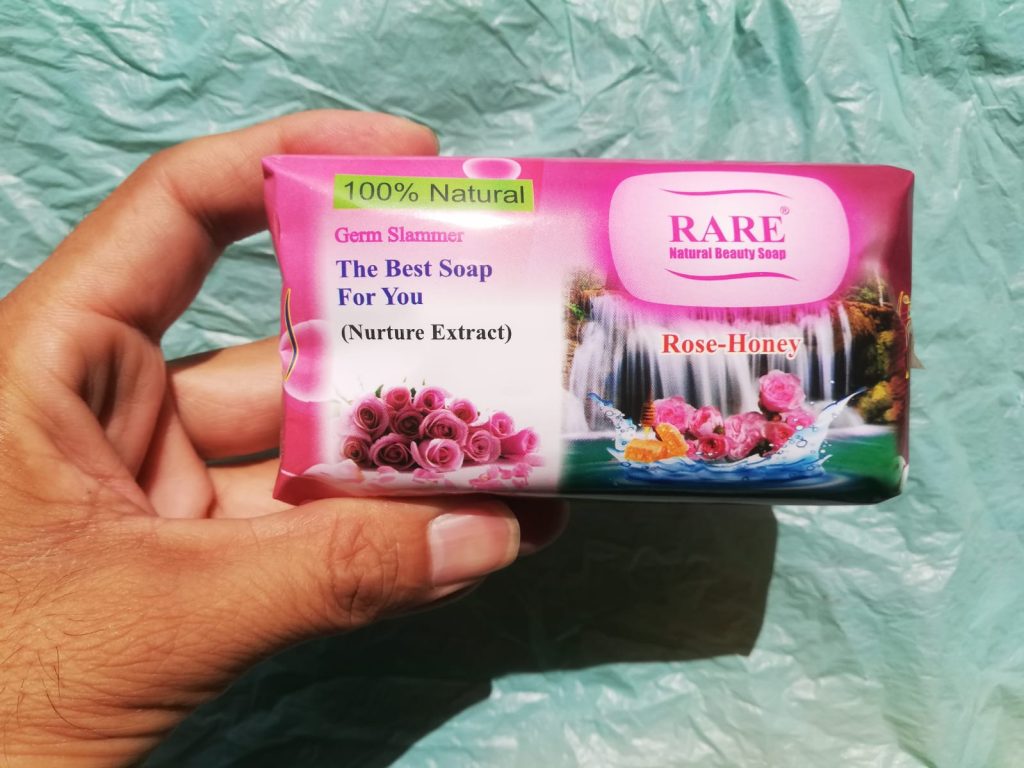 100% Natural
Germ Slammer
The Best Soap
For You
(Nurture Extract)
RARE®
Natural Beauty Soap
Rose-Honey